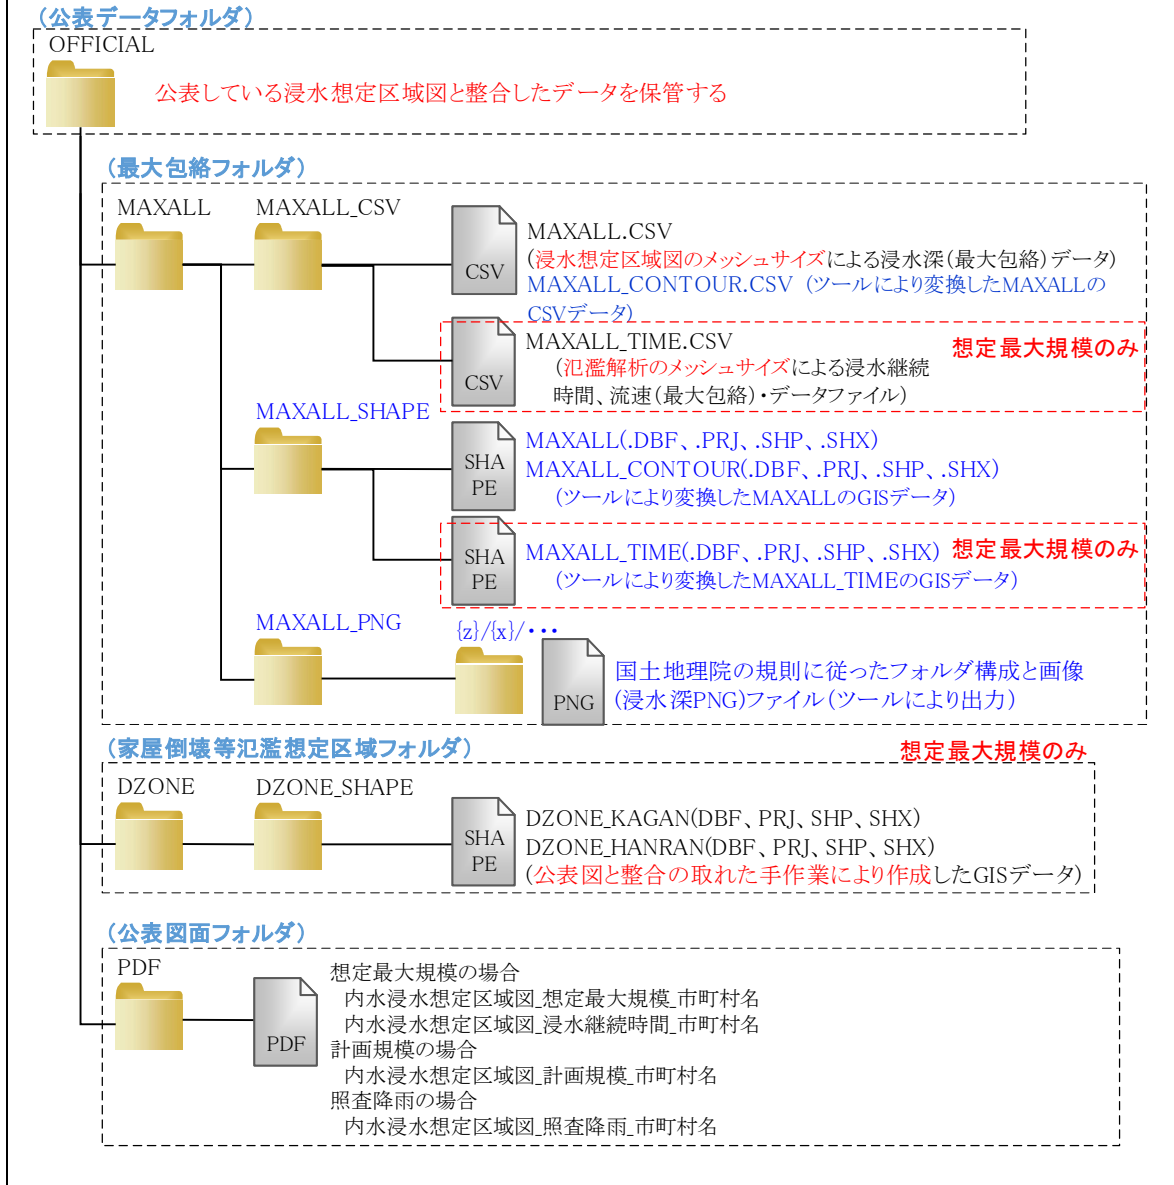 （公表データフォルダ）
OFFICIAL
公表している浸水想定区域図と整合したデータを保管する
（最大包絡フォルダ）
MAXALL
MAXALL_CSV
CSV
MAXALL.CSV
(浸水想定区域図のメッシュサイズによる浸水深(最大包絡)データ)
MAXALL_CONTOUR.CSV (ツールにより変換したMAXALLの
CSVデータ)
CSV
MAXALL_TIME.CSV
想定最大規模のみ
(氾濫解析のメッシュサイズによる浸水継続
時間、流速(最大包絡)・データファイル)
MAXALL_SHAPE
SHA
PE
MAXALL(.DBF、.PRJ、.SHP、.SHX)
MAXALL_CONTOUR(.DBF、.PRJ、.SHP、.SHX)
(ツールにより変換したMAXALLのGISデータ)
SHA
PE
MAXALL_TIME(.DBF、.PRJ、.SHP、.SHX)
想定最大規模のみ
(ツールにより変換したMAXALL_TIMEのGISデータ)
MAXALL_PNG
{z}/{x}/・・・
PNG
国土地理院の規則に従ったフォルダ構成と画像
(浸水深PNG)ファイル(ツールにより出力)
（家屋倒壊等氾濫想定区域フォルダ）
想定最大規模のみ
DZONE
DZONE_SHAPE
SHA
PE
DZONE_KAGAN(DBF、PRJ、SHP、SHX)
DZONE_HANRAN(DBF、PRJ、SHP、SHX)
(公表図と整合の取れた手作業により作成したGISデータ)
（公表図面フォルダ）
PDF
PDF
想定最大規模の場合
内水浸水想定区域図_想定最大規模_市町村名
内水浸水想定区域図_浸水継続時間_市町村名
計画規模の場合
内水浸水想定区域図_計画規模_市町村名
照査降雨の場合
内水浸水想定区域図_照査降雨_市町村名